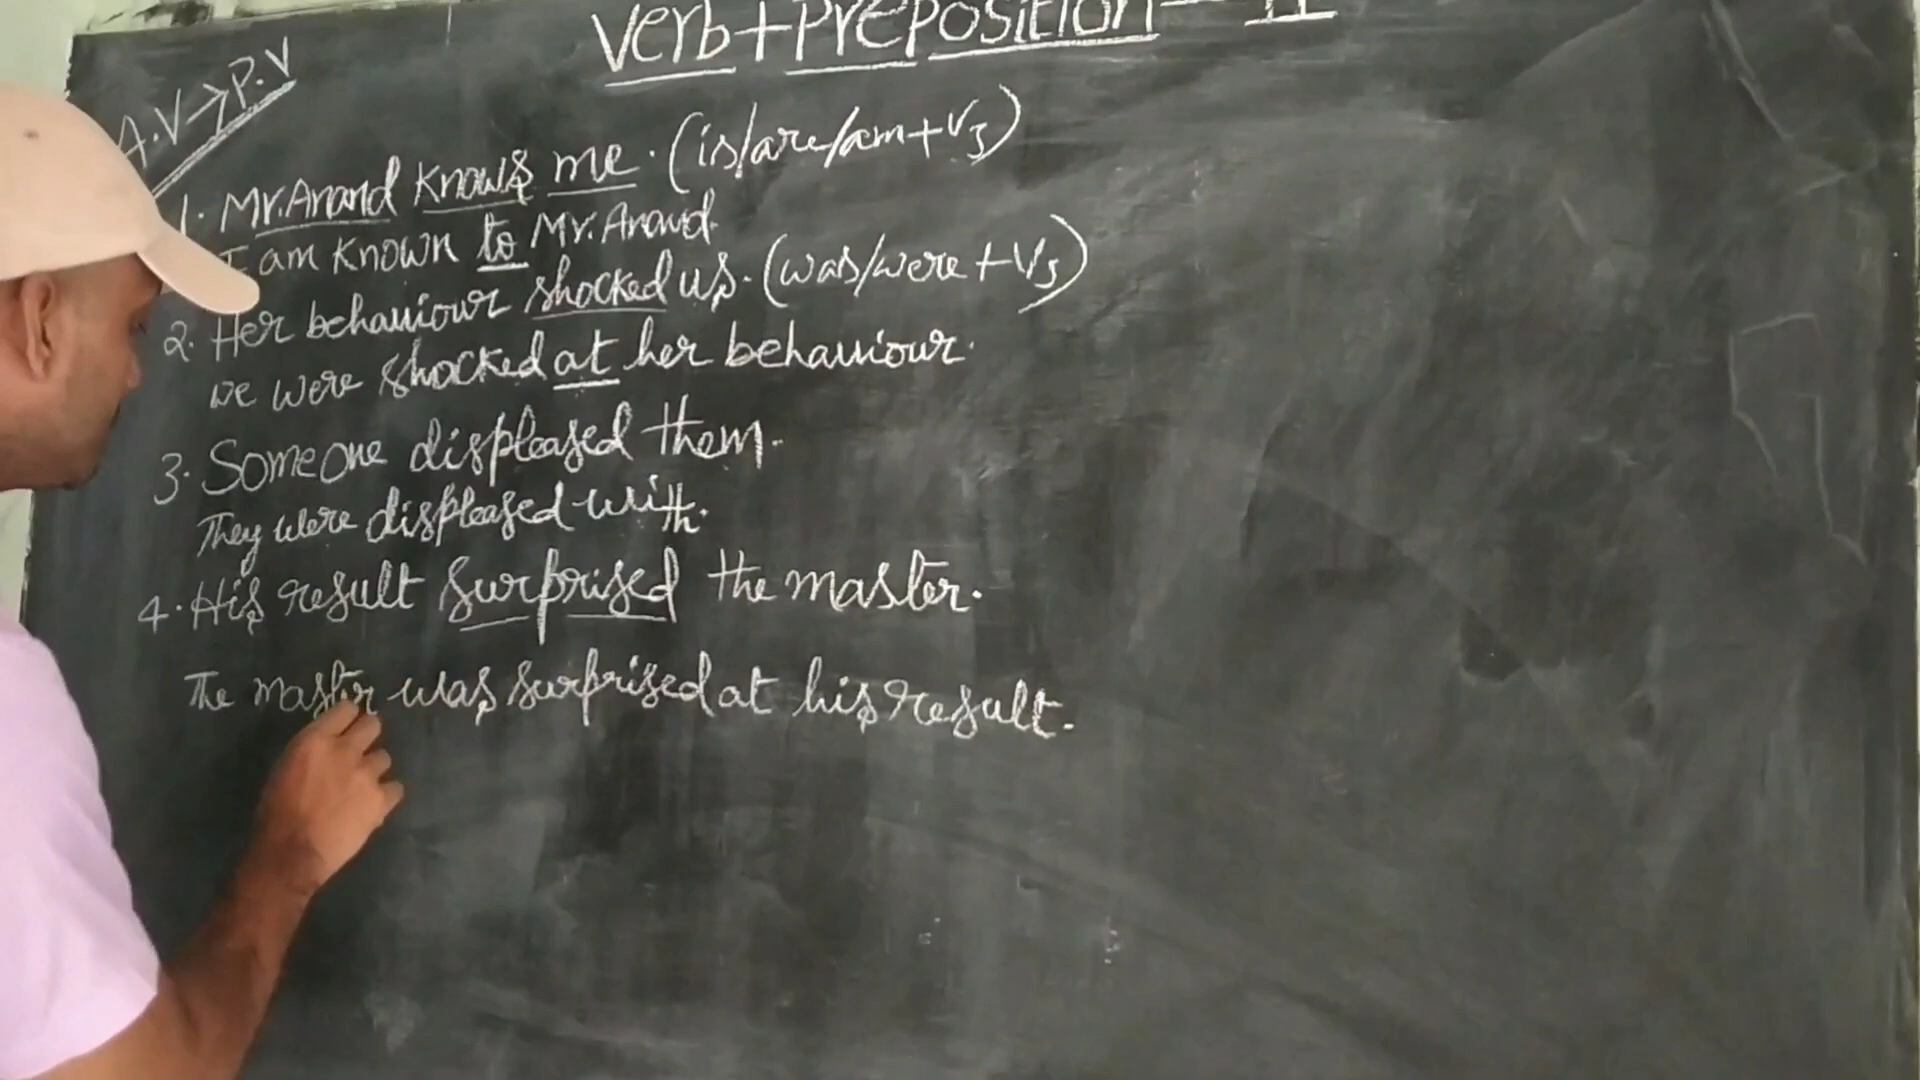 Verb+Preposition - II
A.V→P.V
1. Mr. Anand knows me. (is/are/am+V3)
I am known to Mr. Anand.
2. Her behaviour shocked us. (was/were+V3)
we were shocked at her behaviour.
3. Someone displeased them.
They were displeased with.
4. His result surprised the master.
The master was surprised at his result.